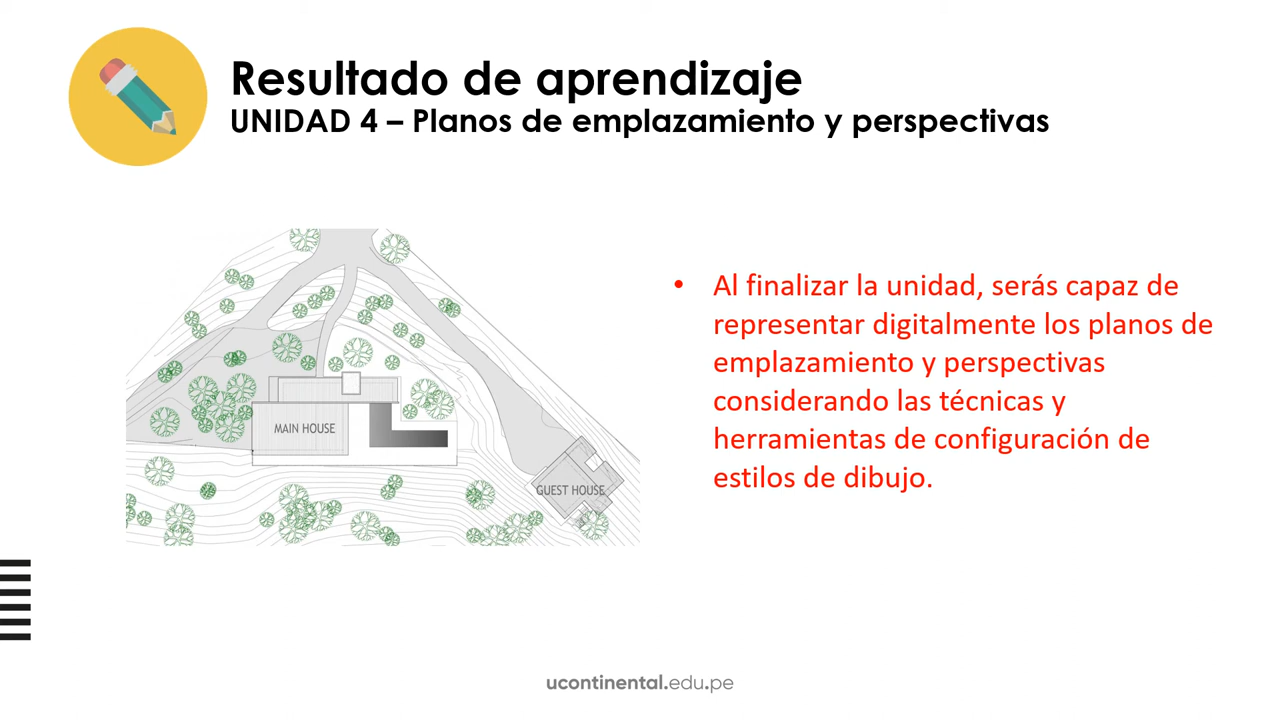 Resultado de aprendizaje
UNIDAD 4 – Planos de emplazamiento y perspectivas
MAIN HOUSE
GUEST HOUSE
• Al finalizar la unidad, serás capaz de
representar digitalmente los planos de
emplazamiento y perspectivas
considerando las técnicas y
herramientas de configuración de
estilos de dibujo.
ucontinental.edu.pe